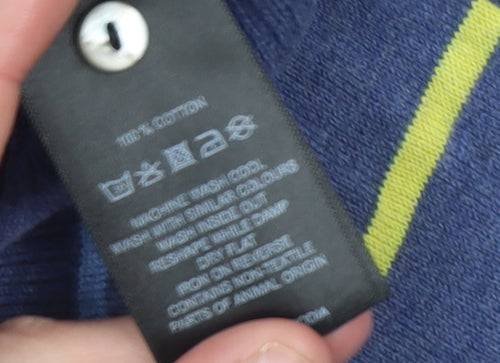 100 % COTTON
MACHINE WASH COOL
WASH WITH SIMILAR COLOURS
WASH INSIDE OUT
RESHAPE WHILE DAMP
DRY FLAT
IRON ON REVERSE
CONTAINS NON-TEXTILE
PARTS OF ANIMAL ORIGIN